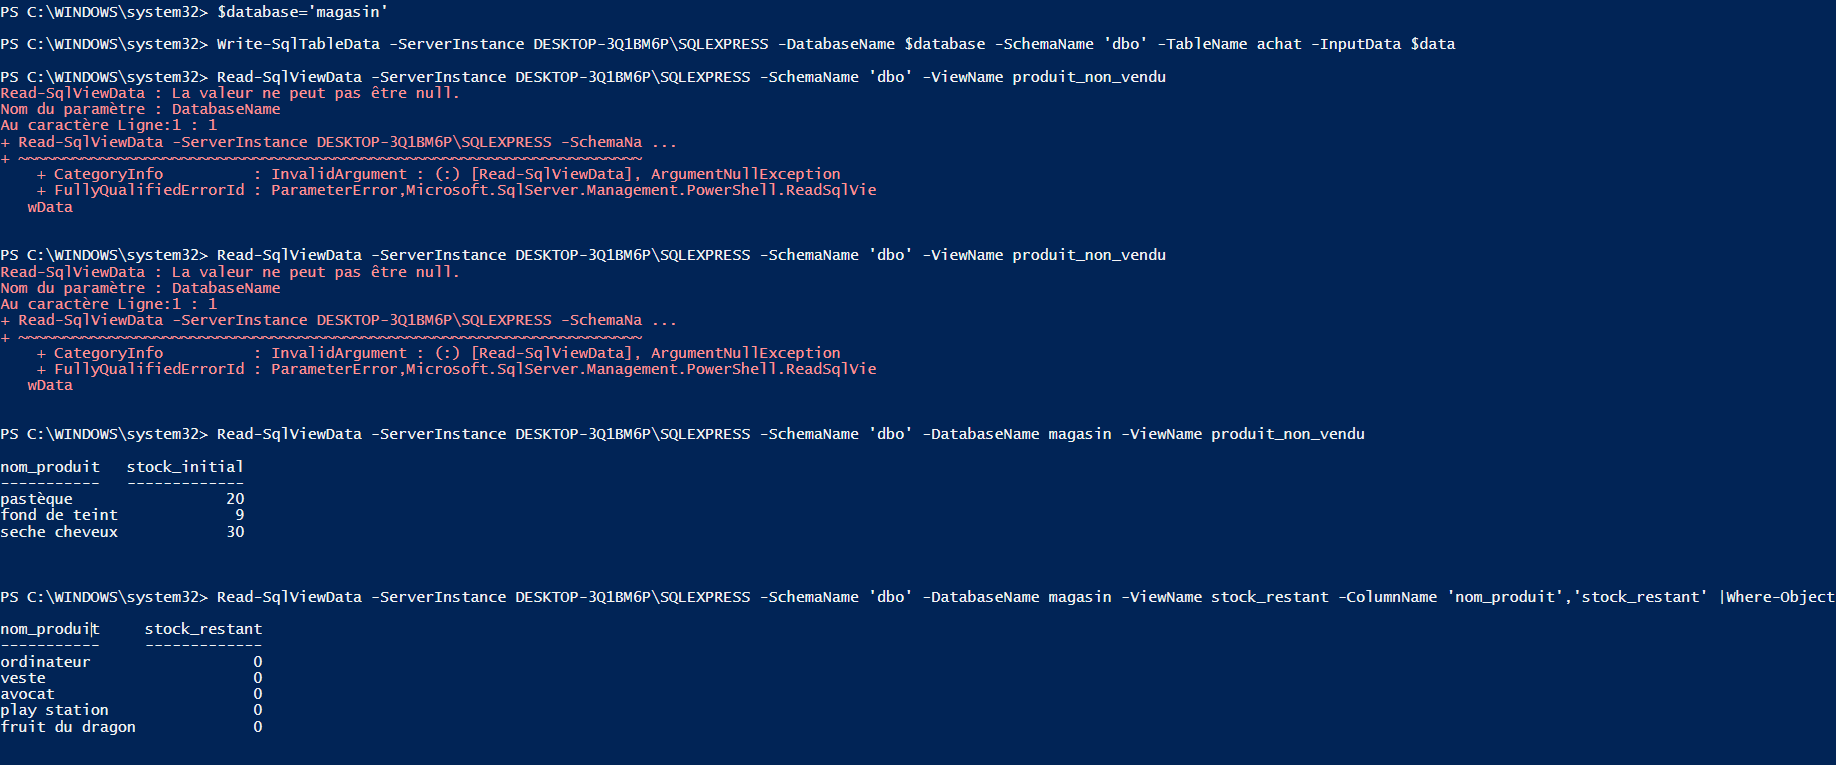 PS C:\WINDOWS\system32> $database='magasin'
PS C:\WINDOWS\system32> Write-SqlTableData -ServerInstance DESKTOP-3Q1BM6P\SQLEXPRESS -DatabaseName $database -SchemaName 'dbo' -TableName achat -InputData $data
PS C:\WINDOWS\system32> Read-SqlViewData -ServerInstance DESKTOP-3Q1BM6P\SQLEXPRESS -SchemaName 'dbo' -ViewName produit_non_vendu
Read-SqlViewData : La valeur ne peut pas être null.
Nom du paramètre : DatabaseName
Au caractère Ligne:1 : 1
+ Read-SqlViewData -ServerInstance DESKTOP-3Q1BM6P\SQLEXPRESS -SchemaNa ...
+ ~~~~~~~~~~~~~~~~~~~~~~~~~~~~~~~~~~~~~~~~~~~~~~~~~~~~~~~~~~~~~~~~~~~~~
    + CategoryInfo          : InvalidArgument : (:) [Read-SqlViewData], ArgumentNullException
    + FullyQualifiedErrorId : ParameterError,Microsoft.SqlServer.Management.PowerShell.ReadSqlVie
   wData
PS C:\WINDOWS\system32> Read-SqlViewData -ServerInstance DESKTOP-3Q1BM6P\SQLEXPRESS -SchemaName 'dbo' -ViewName produit_non_vendu
Read-SqlViewData : La valeur ne peut pas être null.
Nom du paramètre : DatabaseName
Au caractère Ligne:1 : 1
+ Read-SqlViewData -ServerInstance DESKTOP-3Q1BM6P\SQLEXPRESS -SchemaNa ...
+ ~~~~~~~~~~~~~~~~~~~~~~~~~~~~~~~~~~~~~~~~~~~~~~~~~~~~~~~~~~~~~~~~~~~~~
    + CategoryInfo          : InvalidArgument : (:) [Read-SqlViewData], ArgumentNullException
    + FullyQualifiedErrorId : ParameterError,Microsoft.SqlServer.Management.PowerShell.ReadSqlVie
   wData
PS C:\WINDOWS\system32> Read-SqlViewData -ServerInstance DESKTOP-3Q1BM6P\SQLEXPRESS -SchemaName 'dbo' -DatabaseName magasin -ViewName produit_non_vendu
nom_produit   stock_initial
-----------   -------------
pastèque                 20
fond de teint             9
seche cheveux            30
PS C:\WINDOWS\system32> Read-SqlViewData -ServerInstance DESKTOP-3Q1BM6P\SQLEXPRESS -SchemaName 'dbo' -DatabaseName magasin -ViewName stock_restant -ColumnName 'nom_produit','stock_restant' |Where-Object
nom_produit     stock_restant
-----------     -------------
ordinateur                  0
veste                       0
avocat                      0
play station                0
fruit du dragon             0